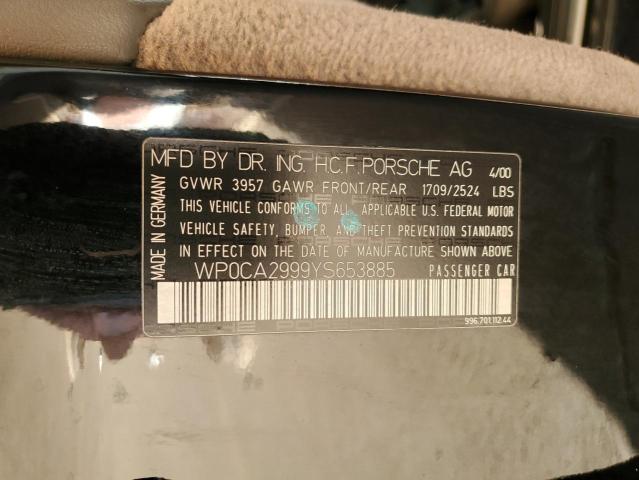 MFD BY DR. ING. H.C.F. PORSCHE AG 4/00
GVWR 3957 GAWR FRONT/REAR 1709/2524 LBS
THIS VEHICLE CONFORMS TO ALL APPLICABLE U.S. FEDERAL MOTOR
VEHICLE SAFETY, BUMPER, AND THEFT PREVENTION STANDARDS
IN EFFECT ON THE DATE OF MANUFACTURE SHOWN ABOVE
WP0CA2999YS653885 PASSENGER CAR
996.701.112.44
MADE IN GERMANY